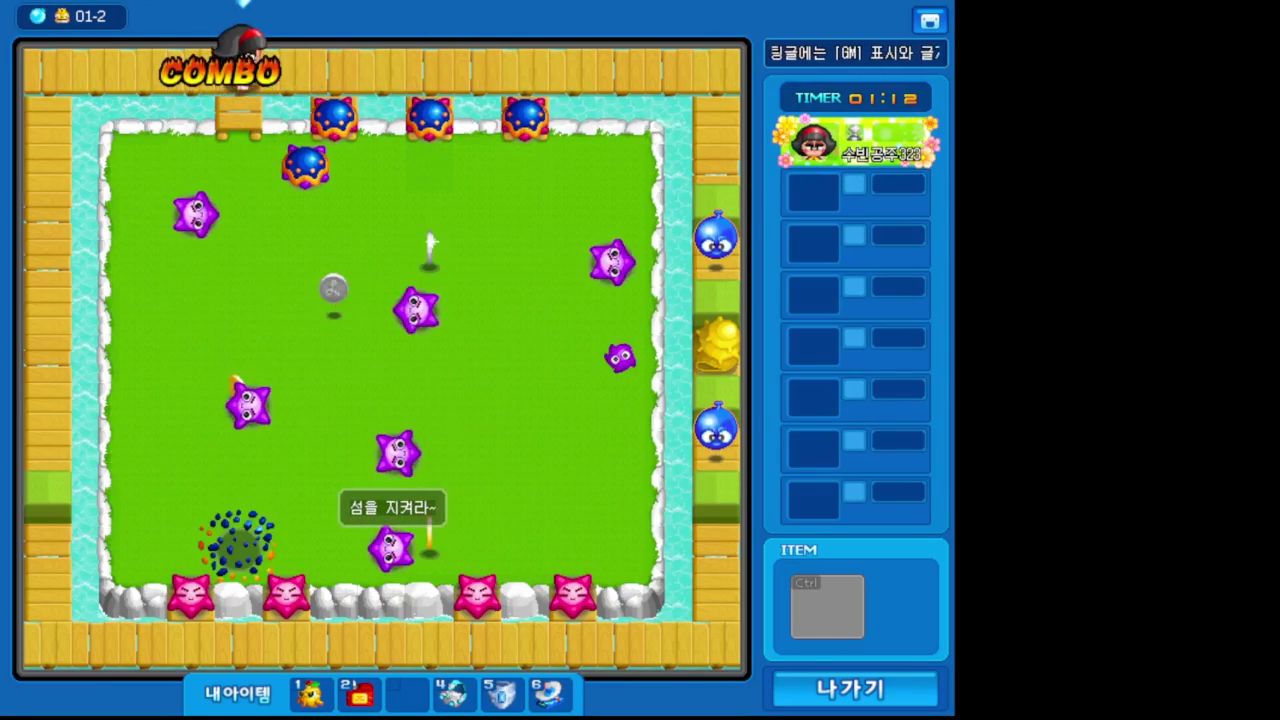 01-2
COMBO
팅글에는 [GM] 표시와 글
TIMER 01:12
수빈공주323
섬을 지켜라~
ITEM
Ctrl
내아이템
1
2
4
5
6
나가기